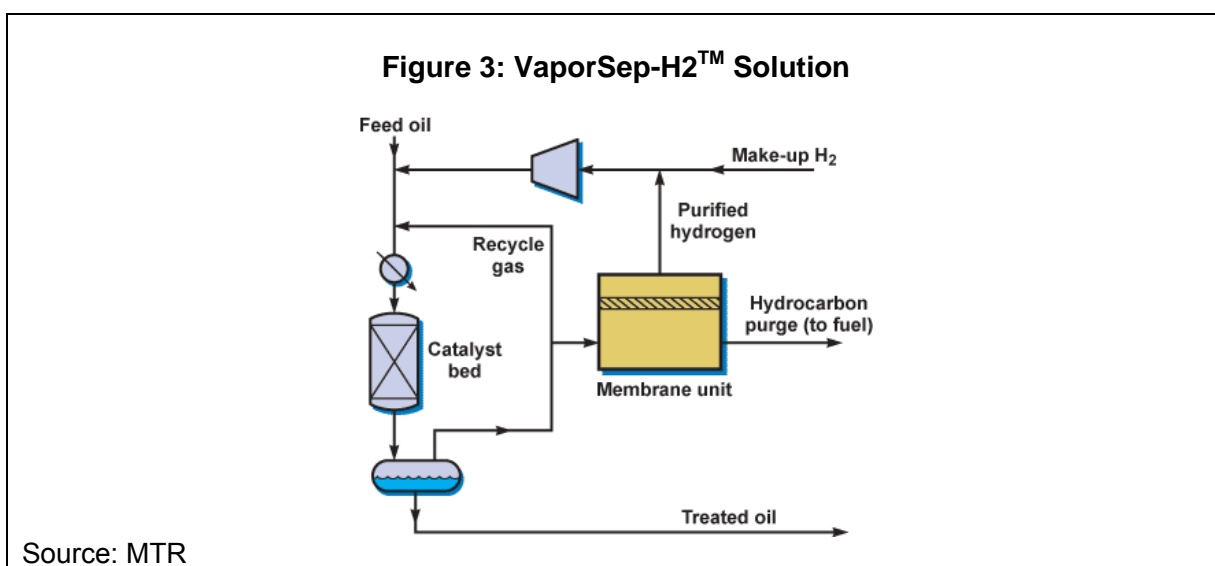 Figure 3: VaporSep-H2™ Solution
Feed oil
Make-up H₂
Purified
hydrogen
Recycle
gas
Hydrocarbon
purge (to fuel)
Catalyst
bed
Membrane unit
Treated oil
Source: MTR